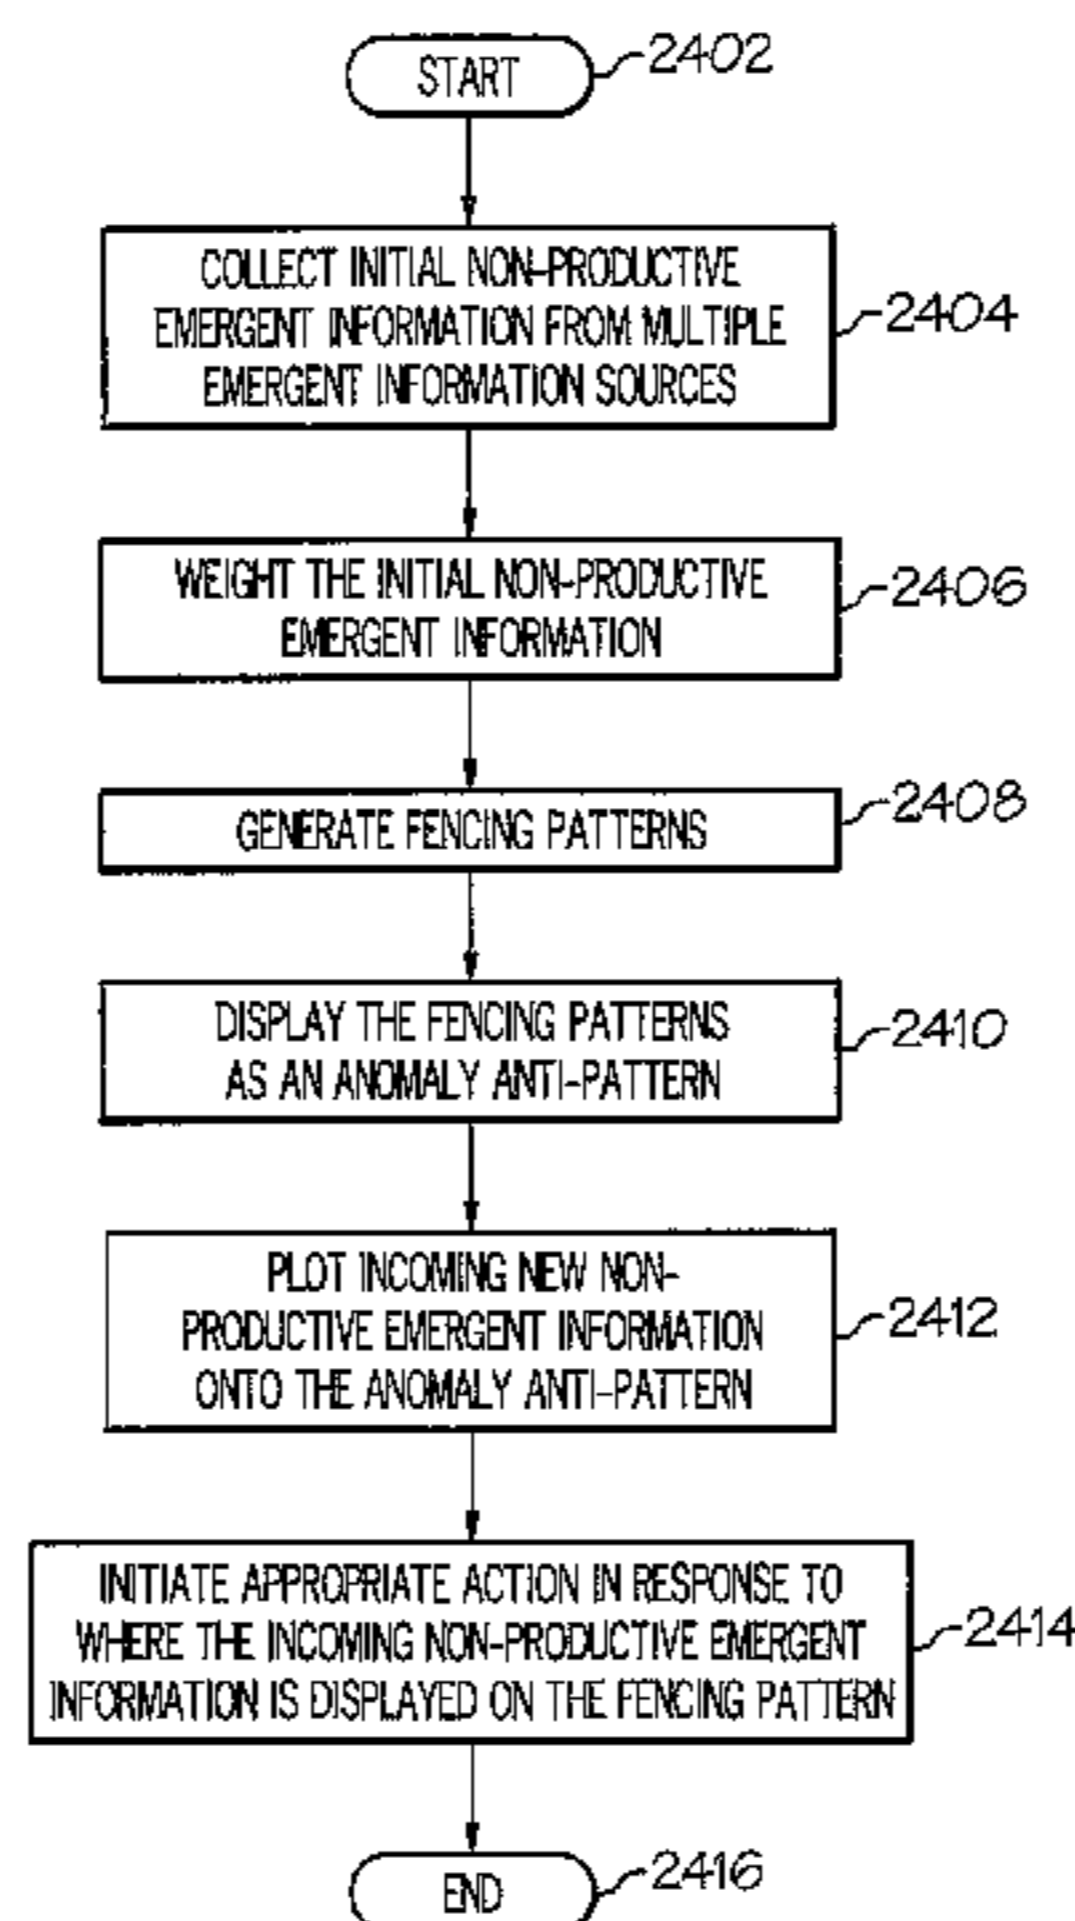 START
2402
COLLECT INITIAL NON-PRODUCTIVE
EMERGENT INFORMATION FROM MULTIPLE
EMERGENT INFORMATION SOURCES
2404
WEIGHT THE INITIAL NON-PRODUCTIVE
EMERGENT INFORMATION
2406
GENERATE FENCING PATTERNS
2408
DISPLAY THE FENCING PATTERNS
AS AN ANOMALY ANTI-PATTERN
2410
PLOT INCOMING NEW NON-
PRODUCTIVE EMERGENT INFORMATION
ONTO THE ANOMALY ANTI-PATTERN
2412
INITIATE APPROPRIATE ACTION IN RESPONSE TO
WHERE THE INCOMING NON-PRODUCTIVE EMERGENT
INFORMATION IS DISPLAYED ON THE FENCING PATTERN
2414
END
2416